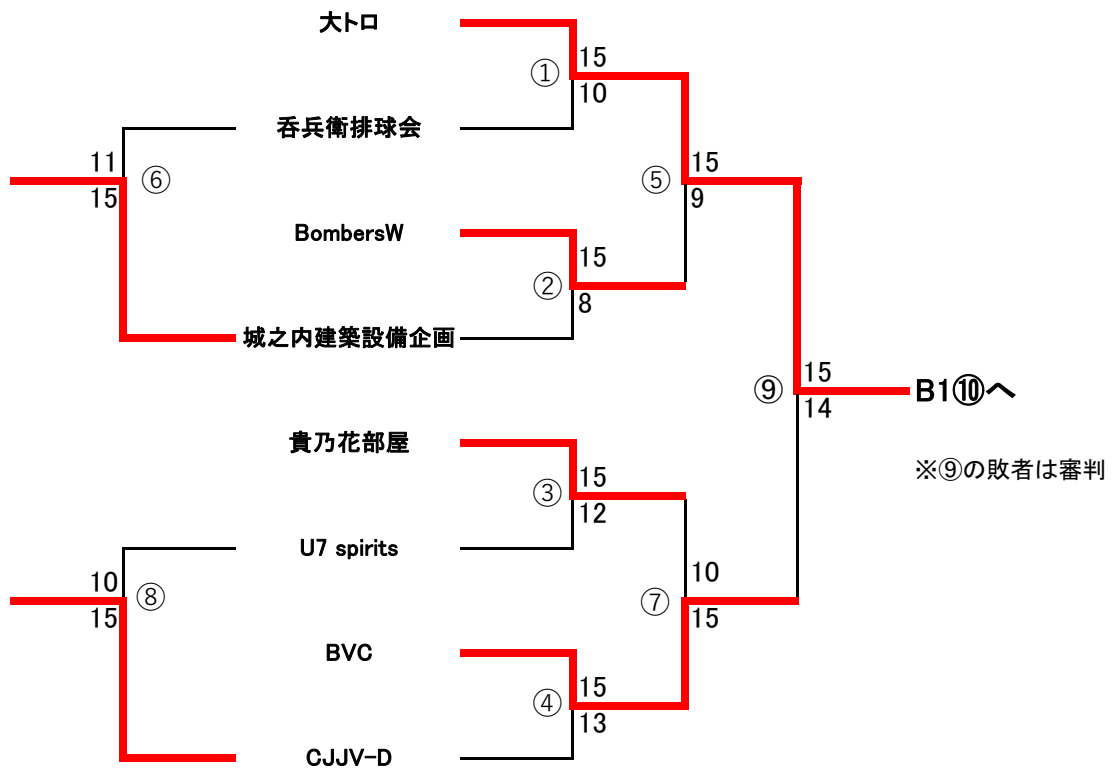 大トロ
15
①
10
呑兵衛排球会
11
⑥
15
15
⑤
9
BombersW
15
②
8
城之内建築設備企画
15
⑨
14
B1⑩へ
貴乃花部屋
※⑨の敗者は審判
15
③
12
U7 spirits
10
⑧
15
10
⑦
15
BVC
15
④
13
CJJV-D